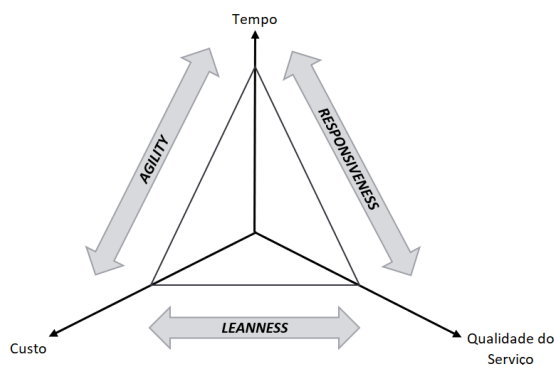 Tempo
AGILITY
RESPONSIVENESS
LEANNESS
Custo
Qualidade do
Serviço